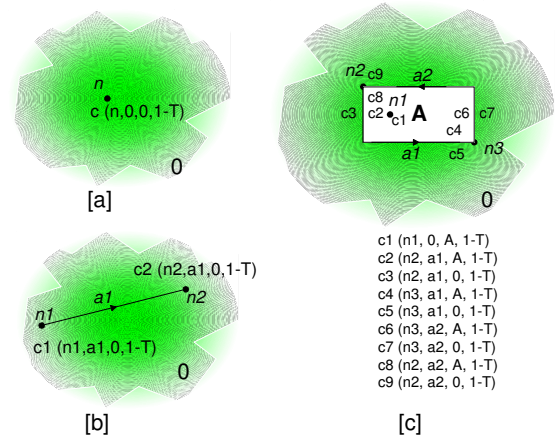 n
c (n,0,0,1-T)
0
[a]
c2 (n2,a1,0,1-T)
n1
a1
n2
c1 (n1,a1,0,1-T)
0
[b]
n2 c9 a2
c8 n1
c3 c2 c1 A c6 c7
c4
a1 c5 n3
0
c1 (n1, 0, A, 1-T)
c2 (n2, a1, A, 1-T)
c3 (n2, a1, 0, 1-T)
c4 (n3, a1, A, 1-T)
c5 (n3, a1, 0, 1-T)
c6 (n3, a2, A, 1-T)
c7 (n3, a2, 0, 1-T)
c8 (n2, a2, A, 1-T)
c9 (n2, a2, 0, 1-T)
[c]